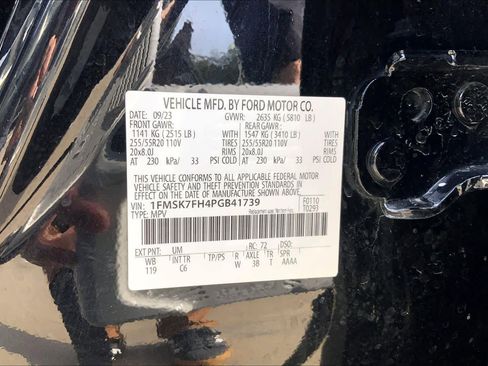 VEHICLE MFD. BY FORD MOTOR CO.
DATE: 09/23 GVWR: 2635 KG ( 5810 LB )
FRONT GAWR: REAR GAWR:
1141 KG ( 2515 LB ) 1547 KG ( 3410 LB )
255/55R20 110V TIRES 255/55R20 110V TIRES
20x8.0J RIMS 20x8.0J RIMS
AT 230 kPa/ 33 PSI COLD AT 230 kPa/ 33 PSI COLD
THIS VEHICLE CONFORMS TO ALL APPLICABLE FEDERAL MOTOR
VEHICLE SAFETY AND THEFT PREVENTION STANDARDS IN
EFFECT ON THE DATE OF MANUFACTURE SHOWN ABOVE.
VIN: 1FMSK7FH4PGB41739 F0110
TYPE: MPV T0293
EXT PNT: UM RC: 72 DSO:
WB INT TR TP/PS R AXLE TR
119 C6 W 38 T AAAA